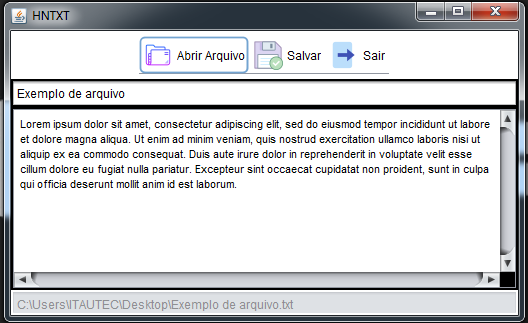 HNTXT
Abrir Arquivo Salvar Sair
Exemplo de arquivo
Lorem ipsum dolor sit amet, consectetur adipiscing elit, sed do eiusmod tempor incididunt ut labore
et dolore magna aliqua. Ut enim ad minim veniam, quis nostrud exercitation ullamco laboris nisi ut
aliquip ex ea commodo consequat. Duis aute irure dolor in reprehenderit in voluptate velit esse
cillum dolore eu fugiat nulla pariatur. Excepteur sint occaecat cupidatat non proident, sunt in culpa
qui officia deserunt mollit anim id est laborum.
C:\Users\ITAUTEC\Desktop\Exemplo de arquivo.txt